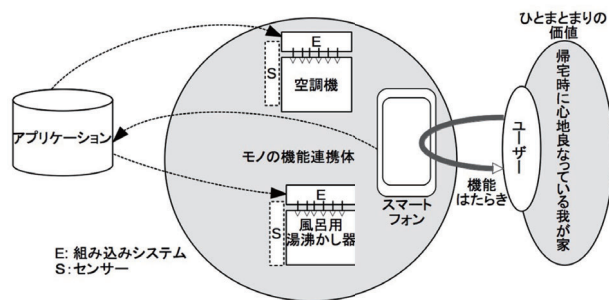 ひとまとまりの
価値
帰宅時に心地良なっている我が家
ユーザー
E
S
空調機
アプリケーション
モノの機能連携体
スマート
フォン
機能
はたらき
E
S
風呂用
湯沸かし器
E: 組み込みシステム
S: センサー